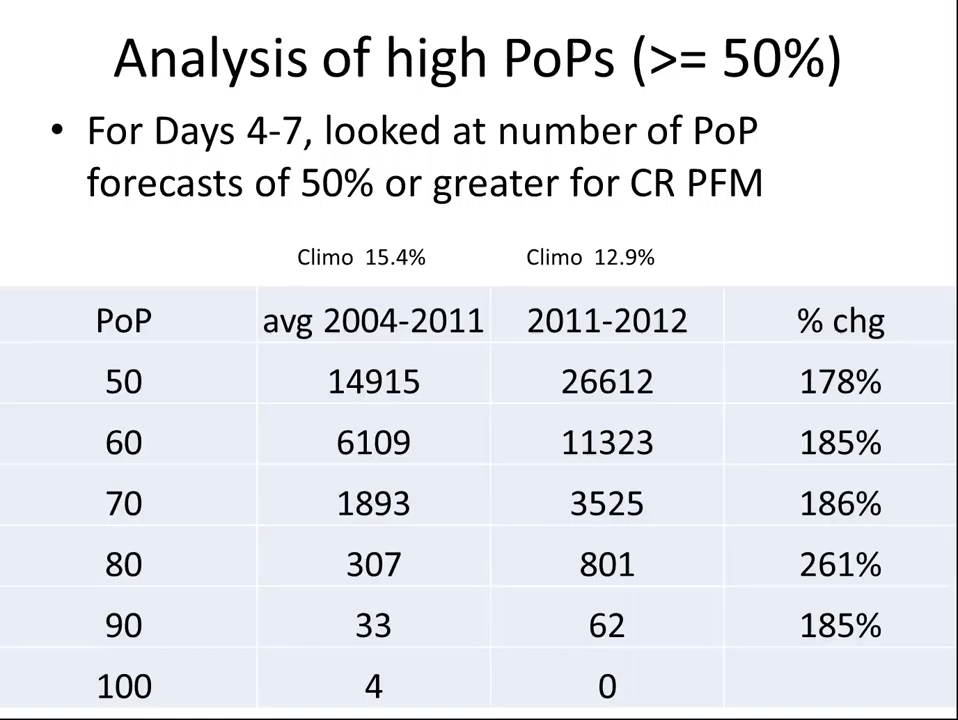 Analysis of high PoPs (>= 50%)
• For Days 4-7, looked at number of PoP
forecasts of 50% or greater for CR PFM
Climo 15.4% Climo 12.9%
PoP avg 2004-2011 2011-2012 % chg
50 14915 26612 178%
60 6109 11323 185%
70 1893 3525 186%
80 307 801 261%
90 33 62 185%
100 4 0